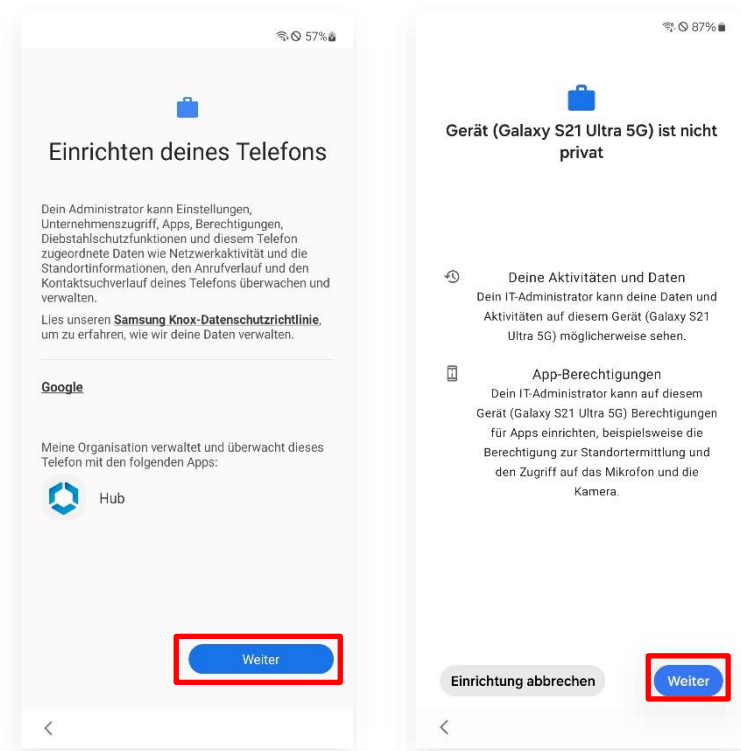 57%
Einrichten deines Telefons
Dein Administrator kann Einstellungen,
Unternehmenszugriff, Apps, Berechtigungen,
Diebstahlschutzfunktionen und diesem Telefon
zugeordnete Daten wie Netzwerkaktivität und die
Standortinformationen, den Anrufverlauf und den
Kontaktsuchverlauf deines Telefons überwachen und
verwalten.
Lies unseren Samsung Knox-Datenschutzrichtlinie,
um zu erfahren, wie wir deine Daten verwalten.
Google
Meine Organisation verwaltet und überwacht dieses
Telefon mit den folgenden Apps:
Hub
Weiter
87%
Gerät (Galaxy S21 Ultra 5G) ist nicht
privat
Deine Aktivitäten und Daten
Dein IT-Administrator kann deine Daten und
Aktivitäten auf diesem Gerät (Galaxy S21
Ultra 5G) möglicherweise sehen.
App-Berechtigungen
Dein IT-Administrator kann auf diesem
Gerät (Galaxy S21 Ultra 5G) Berechtigungen
für Apps einrichten, beispielsweise die
Berechtigung zur Standortermittlung und
den Zugriff auf das Mikrofon und die
Kamera.
Einrichtung abbrechen
Weiter